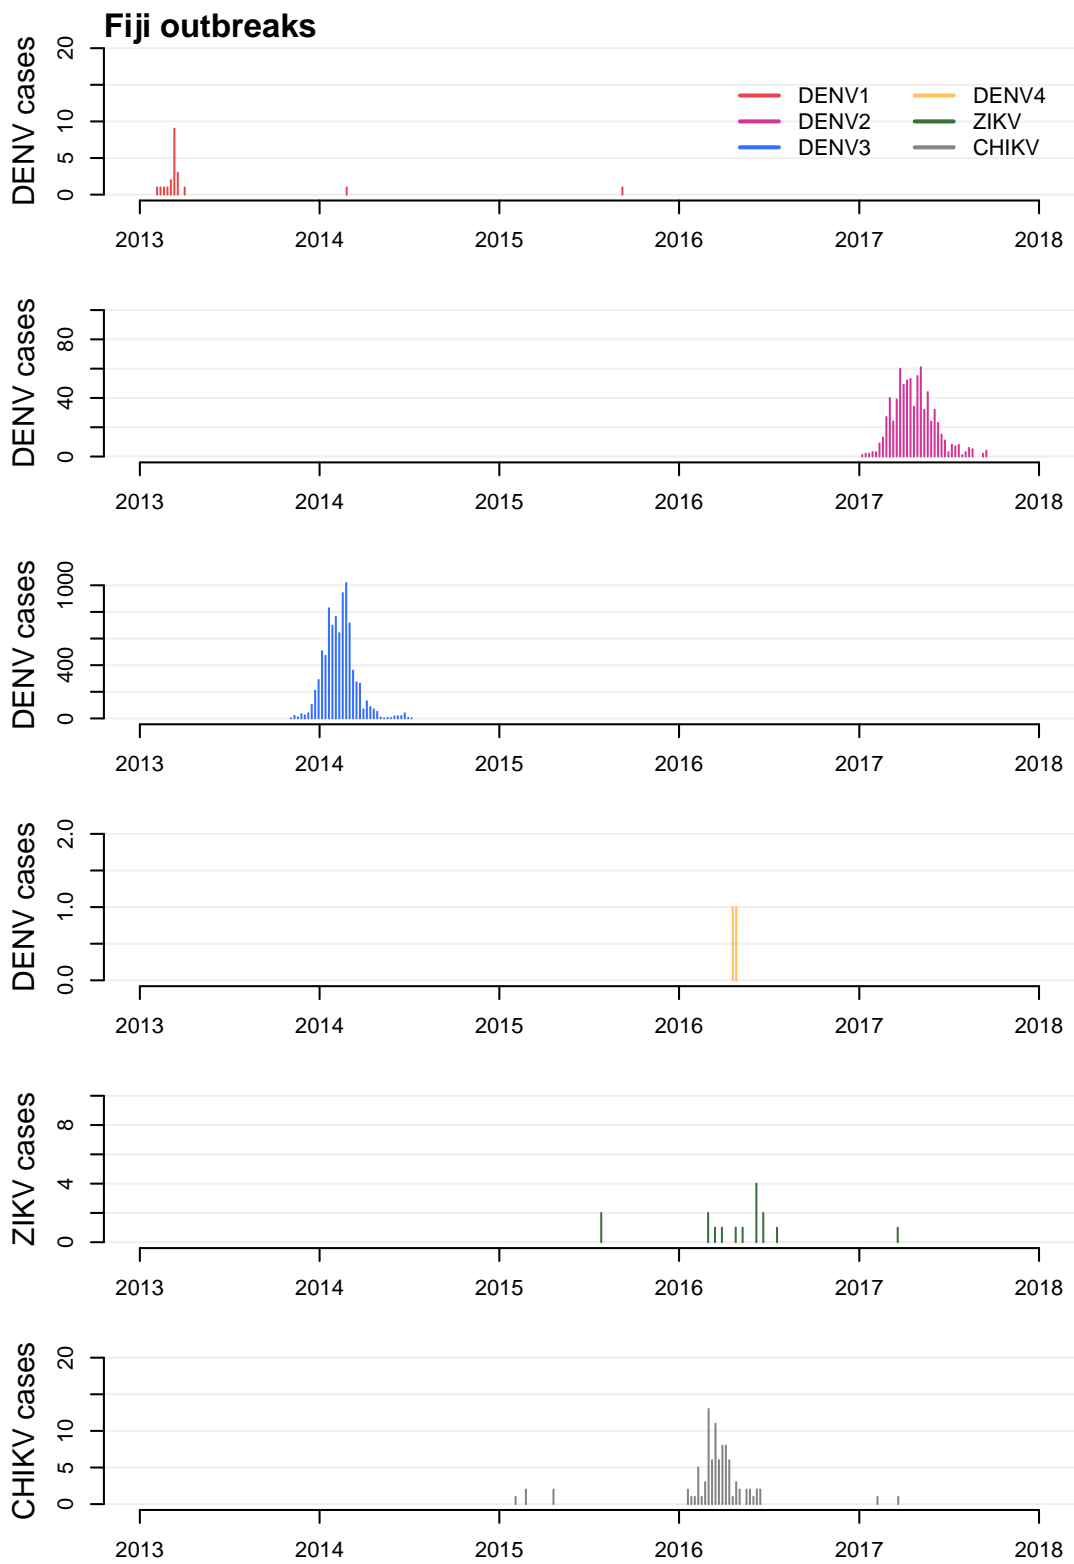 Fiji outbreaks
DENV cases
20
10
5
0
DENV1
DENV2
DENV3
DENV4
ZIKV
CHIKV
2013 2014 2015 2016 2017 2018
DENV cases
80
40
0
2013 2014 2015 2016 2017 2018
DENV cases
1000
400
0
2013 2014 2015 2016 2017 2018
DENV cases
2.0
1.0
0.0
2013 2014 2015 2016 2017 2018
ZIKV cases
8
4
0
2013 2014 2015 2016 2017 2018
CHIKV cases
20
10
5
0
2013 2014 2015 2016 2017 2018